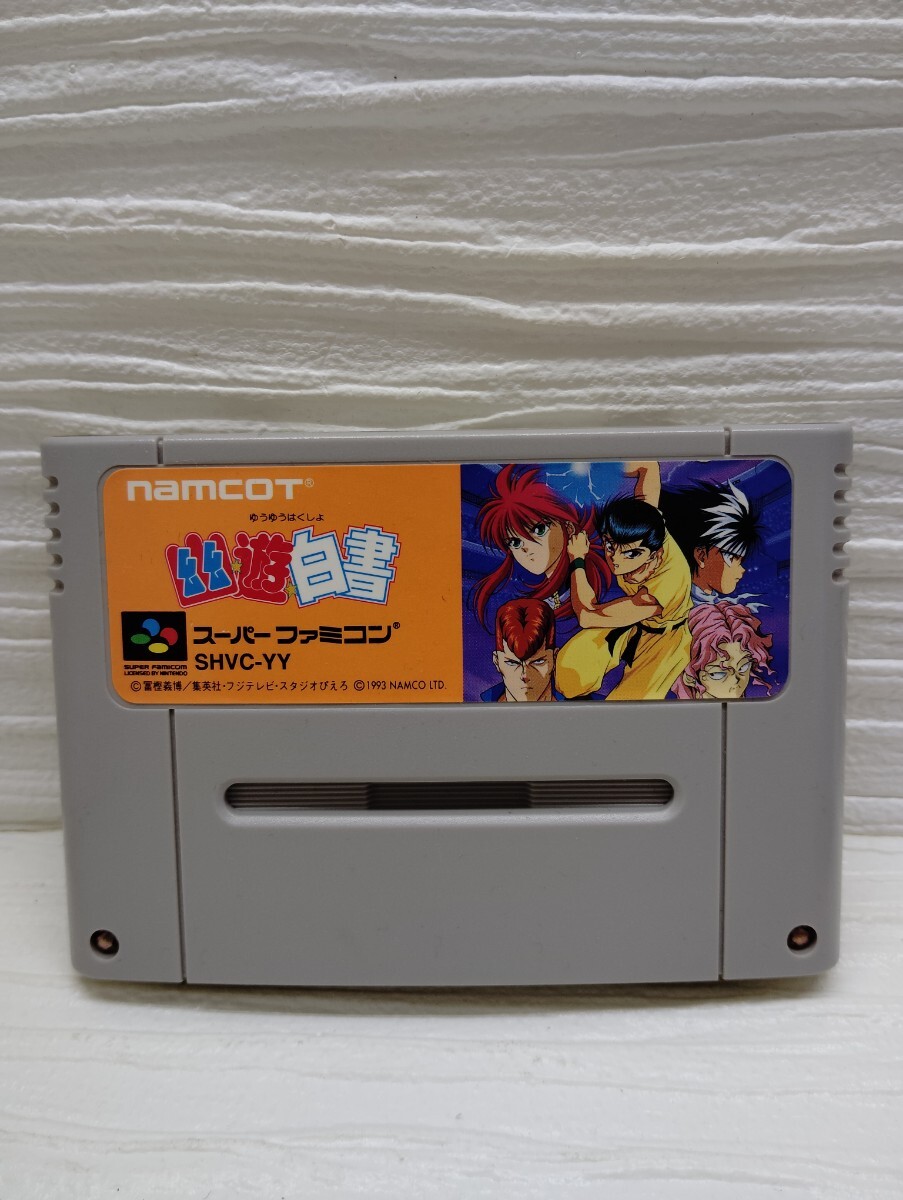 namcoT®
ゆうゆうはくしょ
幽遊白書
SUPER FAMICOM
LICENSED BY NINTENDO
スーパーファミコン®
SHVC-YY
©冨樫義博／集英社・フジテレビ・スタジオぴえろ ©1993 NAMCO LTD.